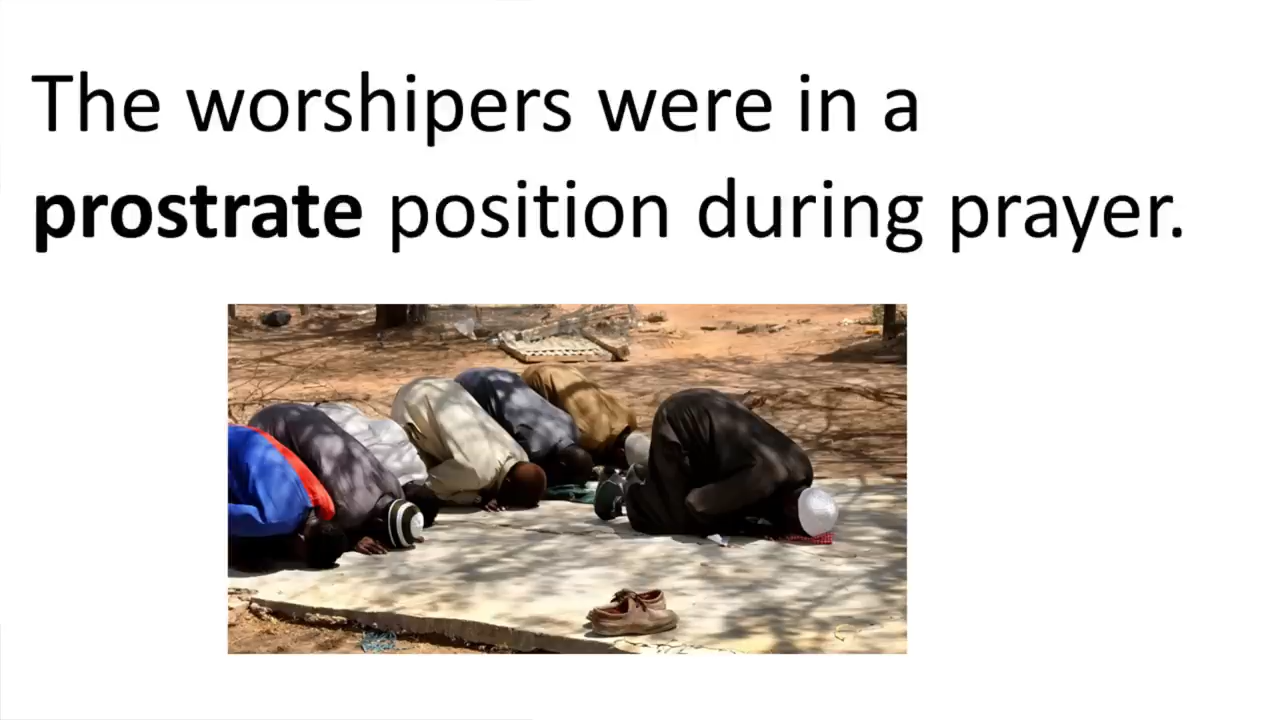 The worshipers were in a
prostrate position during prayer.